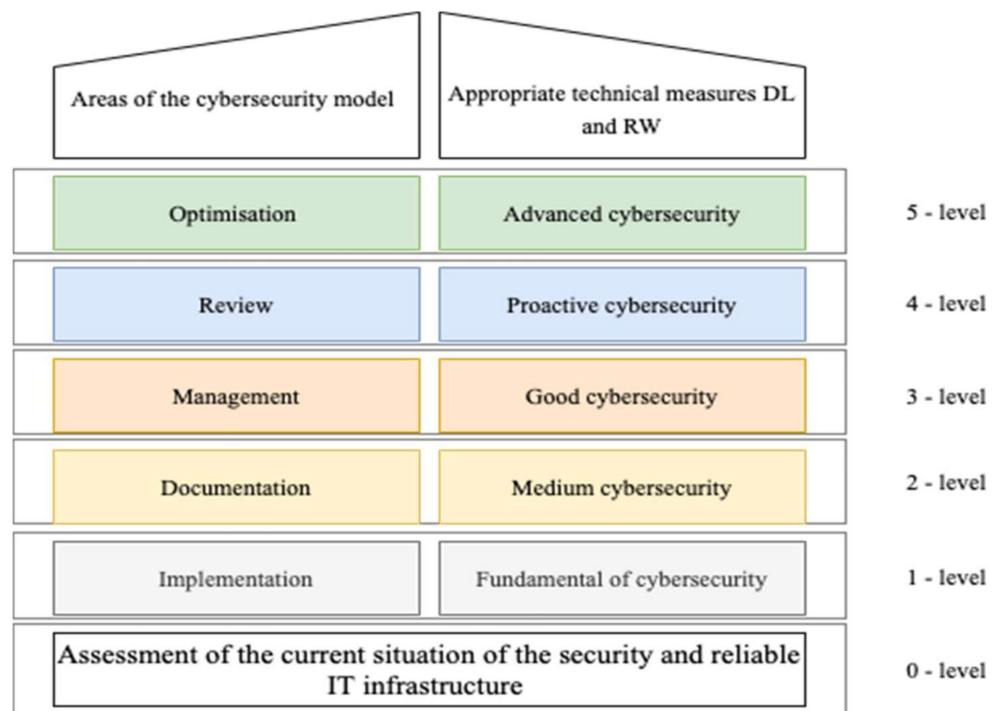 Areas of the cybersecurity model
Appropriate technical measures DL
and RW
Optimisation
Advanced cybersecurity
5 - level
Review
Proactive cybersecurity
4 - level
Management
Good cybersecurity
3 - level
Documentation
Medium cybersecurity
2 - level
Implementation
Fundamental of cybersecurity
1 - level
Assessment of the current situation of the security and reliable
IT infrastructure
0 - level